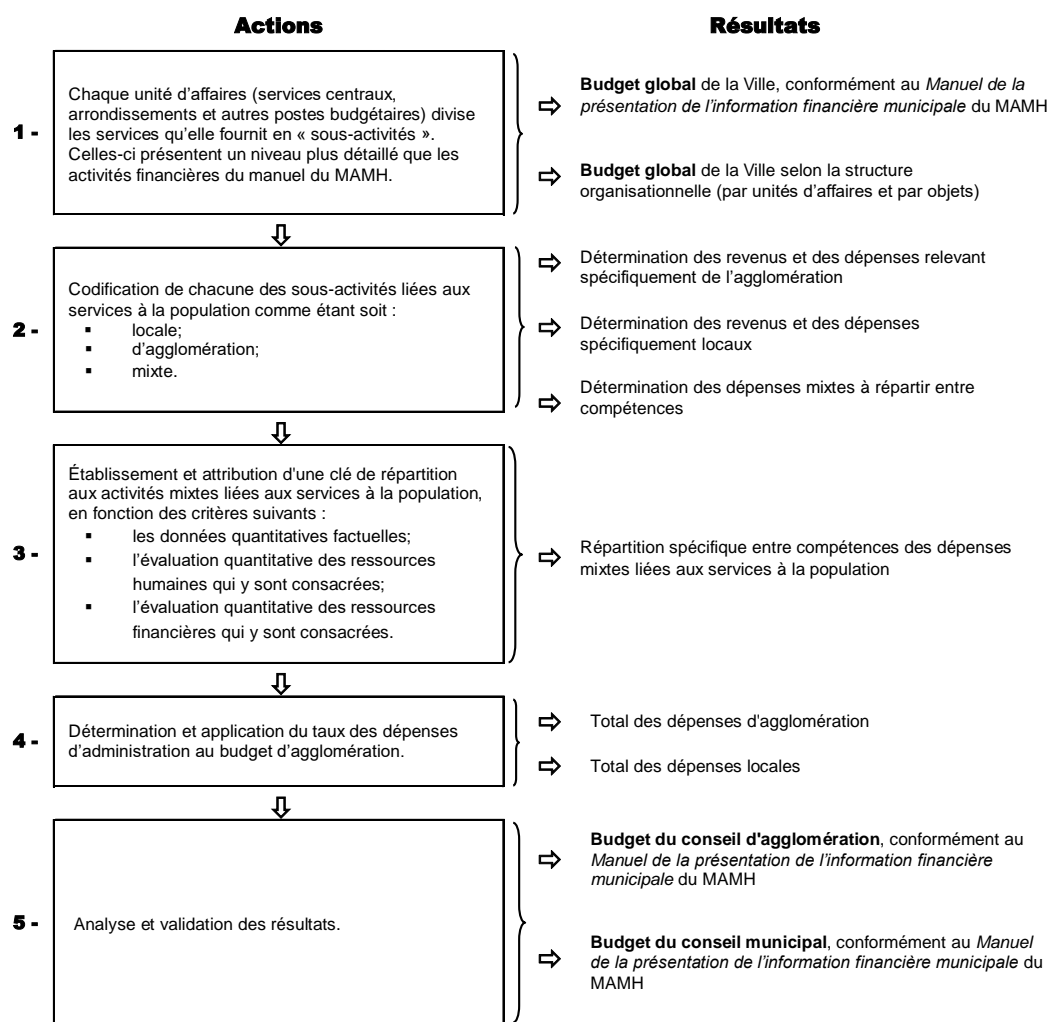 Actions
Résultats
1 -
Chaque unité d'affaires (services centraux,
arrondissements et autres postes budgétaires) divise
les services qu'elle fournit en « sous-activités ».
Celles-ci présentent un niveau plus détaillé que les
activités financières du manuel du MAMH.
Budget global de la Ville, conformément au Manuel de la
présentation de l'information financière municipale du MAMH
Budget global de la Ville selon la structure
organisationnelle (par unités d'affaires et par objets)
2 -
Codification de chacune des sous-activités liées aux
services à la population comme étant soit :
▪ locale;
▪ d'agglomération;
▪ mixte.
Détermination des revenus et des dépenses relevant
spécifiquement de l'agglomération
Détermination des revenus et des dépenses
spécifiquement locaux
Détermination des dépenses mixtes à répartir entre
compétences
3 -
Établissement et attribution d'une clé de répartition
aux activités mixtes liées aux services à la population,
en fonction des critères suivants :
▪ les données quantitatives factuelles;
▪ l'évaluation quantitative des ressources
humaines qui y sont consacrées;
▪ l'évaluation quantitative des ressources
financières qui y sont consacrées.
Répartition spécifique entre compétences des dépenses
mixtes liées aux services à la population
4 -
Détermination et application du taux des dépenses
d'administration au budget d'agglomération.
Total des dépenses d'agglomération
Total des dépenses locales
5 -
Analyse et validation des résultats.
Budget du conseil d'agglomération, conformément au
Manuel de la présentation de l'information financière
municipale du MAMH
Budget du conseil municipal, conformément au Manuel
de la présentation de l'information financière municipale du
MAMH